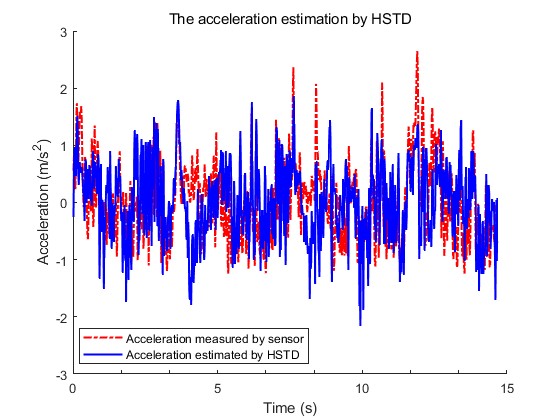 The acceleration estimation by HSTD
3
2
1
0
-1
-2
-3
Acceleration (m/s²)
Acceleration measured by sensor
Acceleration estimated by HSTD
0 5 10 15
Time (s)